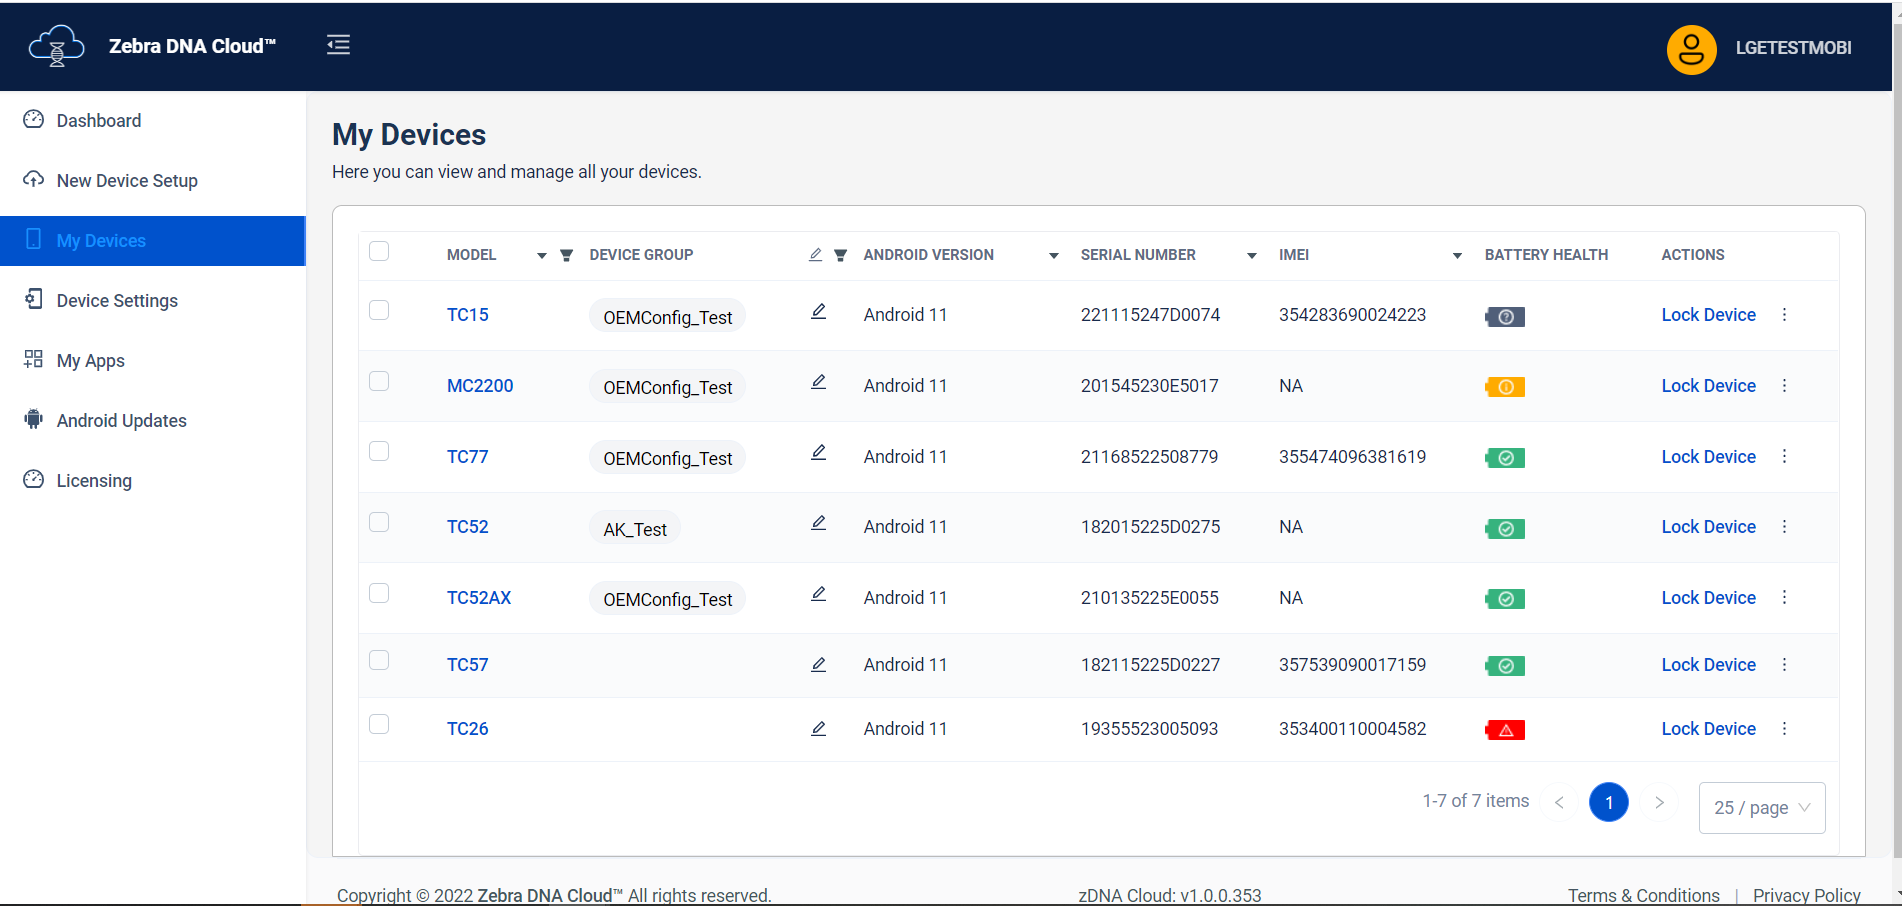 Zebra DNA Cloud™
LGETESTMOBI
Dashboard
New Device Setup
My Devices
Device Settings
My Apps
Android Updates
Licensing
My Devices
Here you can view and manage all your devices.
MODEL DEVICE GROUP ANDROID VERSION SERIAL NUMBER IMEI BATTERY HEALTH ACTIONS
TC15 OEMConfig_Test Android 11 221115247D0074 354283690024223 Lock Device
MC2200 OEMConfig_Test Android 11 201545230E5017 NA Lock Device
TC77 OEMConfig_Test Android 11 21168522508779 355474096381619 Lock Device
TC52 AK_Test Android 11 182015225D0275 NA Lock Device
TC52AX OEMConfig_Test Android 11 210135225E0055 NA Lock Device
TC57 Android 11 182115225D0227 357539090017159 Lock Device
TC26 Android 11 19355523005093 353400110004582 Lock Device
1-7 of 7 items < 1 > 25 / page
Copyright © 2022 Zebra DNA Cloud™ All rights reserved. zDNA Cloud: v1.0.0.353 Terms & Conditions | Privacy Policy